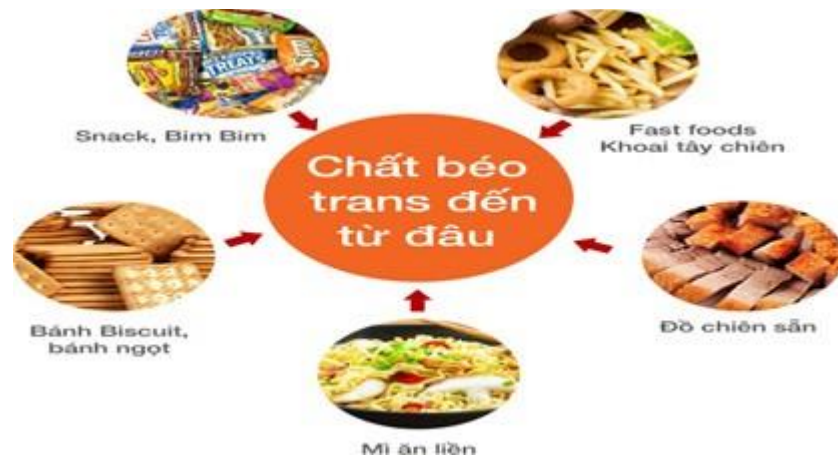 TREATS
Snack, Bim Bim
Fast foods
Khoai tây chiên
Chất béo
trans đến
từ đâu
Bánh Biscuit,
bánh ngọt
Đồ chiên sẵn
Mì ăn liền